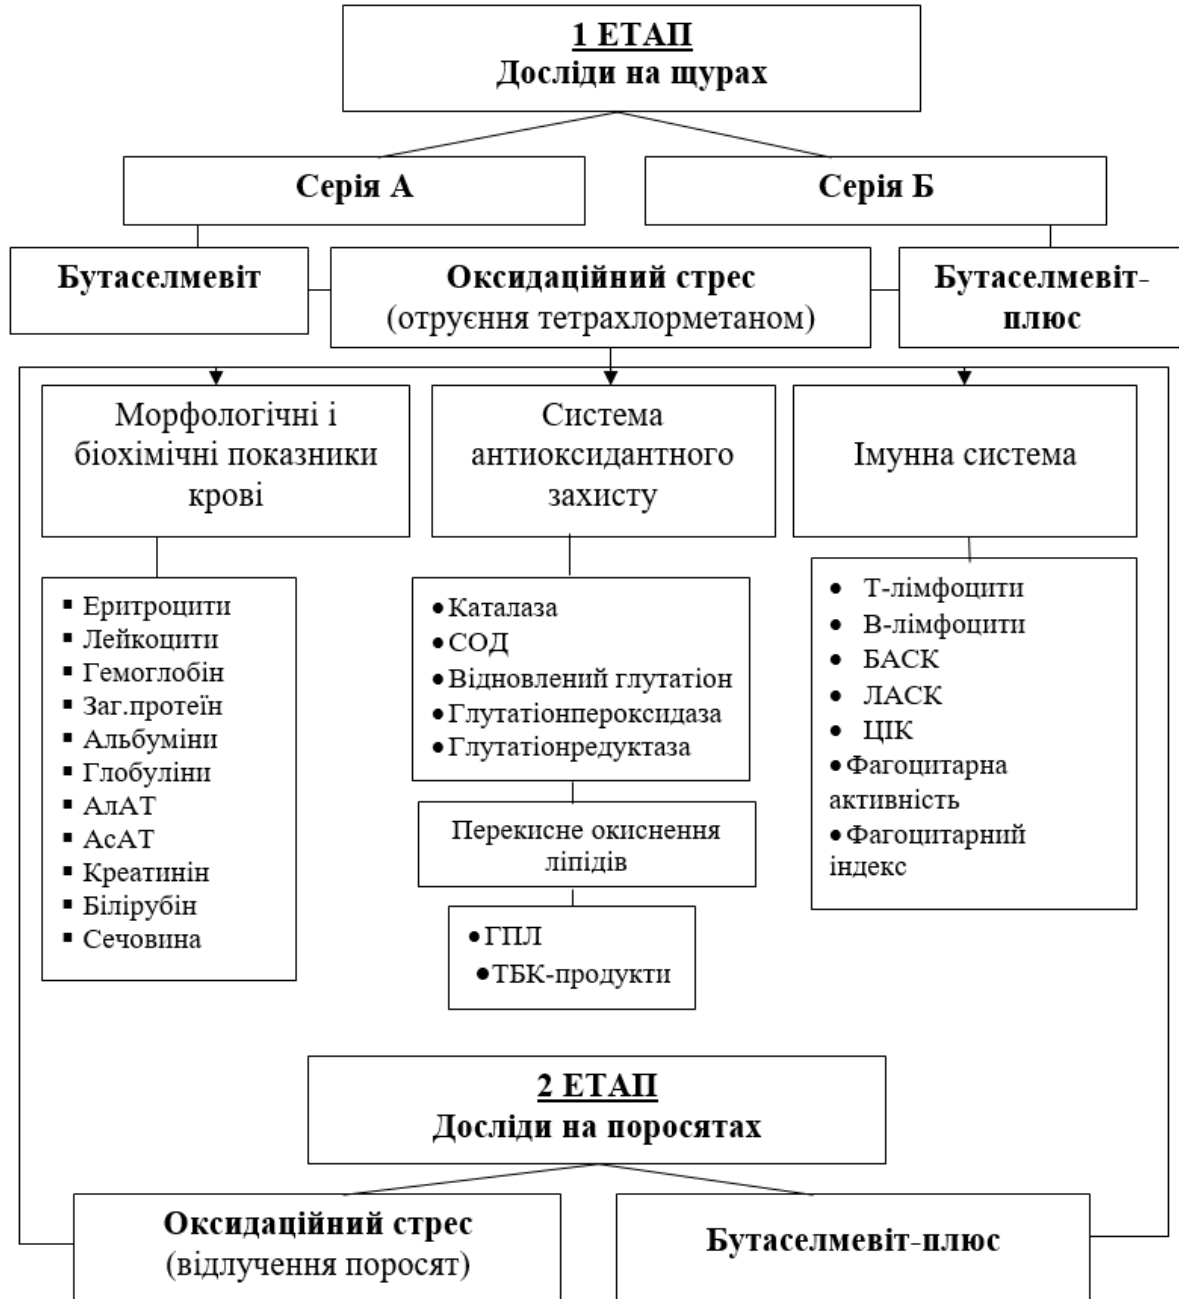 1 ЕТАП
Досліди на щурах
Серія А
Серія Б
Бутаселмевіт
Оксидаційний стрес
(отруєння тетрахлорметаном)
Бутаселмевіт-
плюс
Морфологічні і
біохімічні показники
крові
Система
антиоксидантного
захисту
Імунна система
▪ Еритроцити
▪ Лейкоцити
▪ Гемоглобін
▪ Заг.протеїн
▪ Альбуміни
▪ Глобуліни
▪ АлАТ
▪ АсАТ
▪ Креатинін
▪ Білірубін
▪ Сечовина
•Каталаза
•СОД
•Відновлений глутатіон
•Глутатіонпероксидаза
•Глутатіонредуктаза
Перекисне окиснення
ліпідів
•ГПЛ
•ТБК-продукти
• Т-лімфоцити
• В-лімфоцити
• БАСК
• ЛАСК
• ЦІК
•Фагоцитарна
активність
•Фагоцитарний
індекс
2 ЕТАП
Досліди на поросятах
Оксидаційний стрес
(відлучення поросят)
Бутаселмевіт-плюс